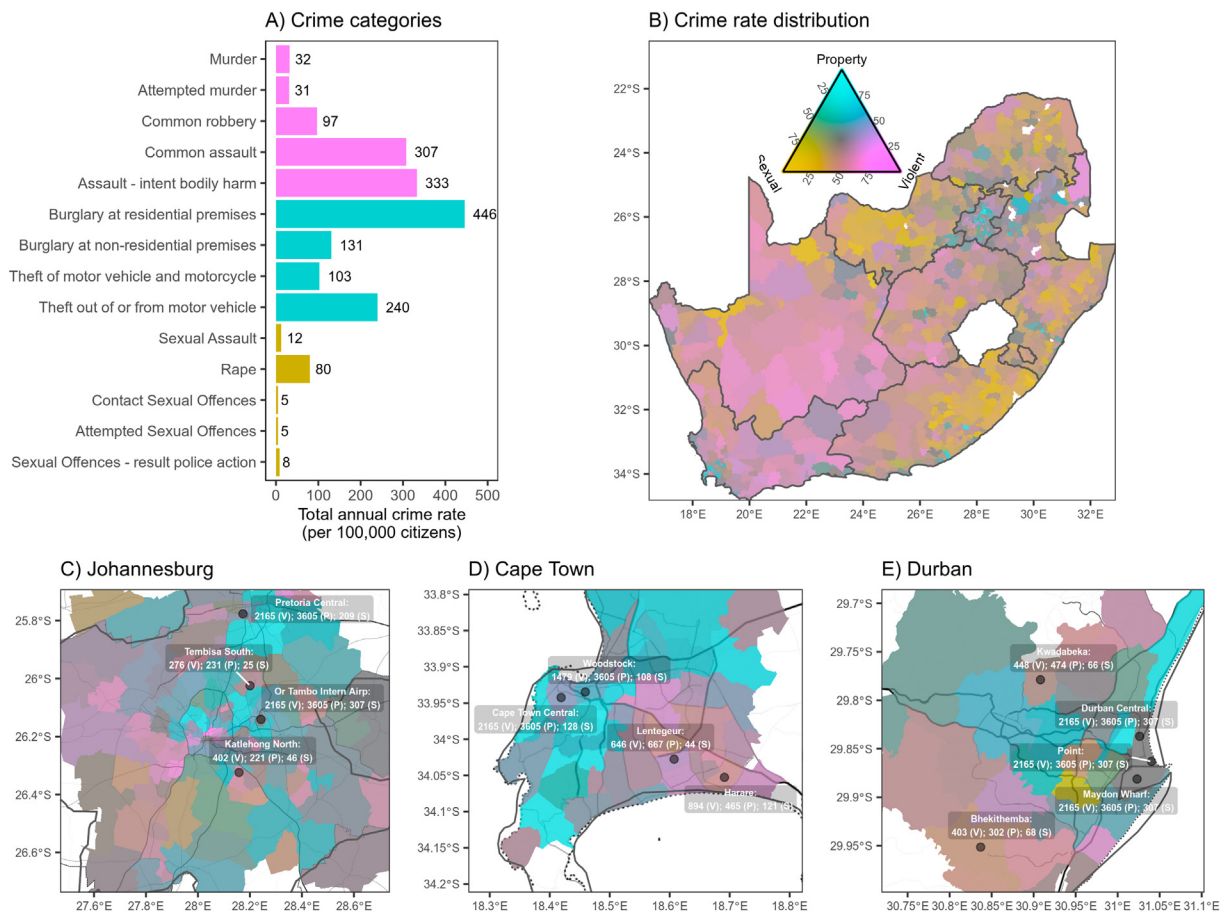 A) Crime categories
Murder
32
Attempted murder
31
Common robbery
97
Common assault
307
Assault - intent bodily harm
333
Burglary at residential premises
446
Burglary at non-residential premises
131
Theft of motor vehicle and motorcycle
103
Theft out of or from motor vehicle
240
Sexual Assault
12
Rape
80
Contact Sexual Offences
5
Attempted Sexual Offences
5
Sexual Offences - result police action
8
0 100 200 300 400 500
Total annual crime rate
(per 100,000 citizens)
B) Crime rate distribution
Property
25 75
50 50
75 25
Sexual
Violent
25 50 75
22°S
24°S
26°S
28°S
30°S
32°S
34°S
18°E 20°E 22°E 24°E 26°E 28°E 30°E 32°E
C) Johannesburg
Pretoria Central:
2165 (V); 3605 (P); 209 (S)
Tembisa South:
276 (V); 231 (P); 25 (S)
Or Tambo Intern Airp:
2165 (V); 3605 (P); 307 (S)
Katlehong North:
402 (V); 221 (P); 46 (S)
25.8°S
26°S
26.2°S
26.4°S
26.6°S
27.6°E 27.8°E 28°E 28.2°E 28.4°E 28.6°E
D) Cape Town
Woodstock:
1479 (V); 3605 (P); 108 (S)
Cape Town Central:
2165 (V); 3605 (P); 128 (S)
Lentegeur:
646 (V); 667 (P); 44 (S)
Harare:
894 (V); 465 (P); 121 (S)
33.8°S
33.85°S
33.9°S
33.95°S
34°S
34.05°S
34.1°S
34.15°S
34.2°S
18.3°E 18.4°E 18.5°E 18.6°E 18.7°E 18.8°E
E) Durban
Kwadabeka:
448 (V); 474 (P); 66 (S)
Durban Central:
2165 (V); 3605 (P); 307 (S)
Point:
2165 (V); 3605 (P); 307 (S)
Maydon Wharf:
2165 (V); 3605 (P); 307 (S)
Bhekithemba:
403 (V); 302 (P); 68 (S)
29.7°S
29.75°S
29.8°S
29.85°S
29.9°S
29.95°S
30.75°E 30.8°E 30.85°E 30.9°E 30.95°E 31°E 31.05°E 31.1°E